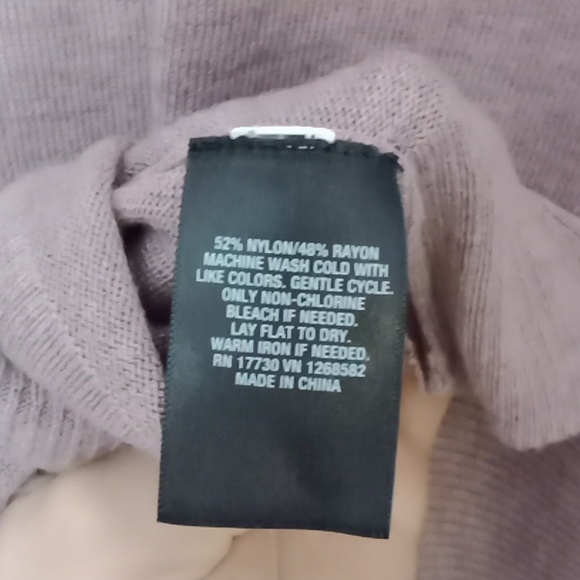 52% NYLON/48% RAYON
MACHINE WASH COLD WITH
LIKE COLORS. GENTLE CYCLE.
ONLY NON-CHLORINE
BLEACH IF NEEDED.
LAY FLAT TO DRY.
WARM IRON IF NEEDED.
RN 17730 VN 1268582
MADE IN CHINA